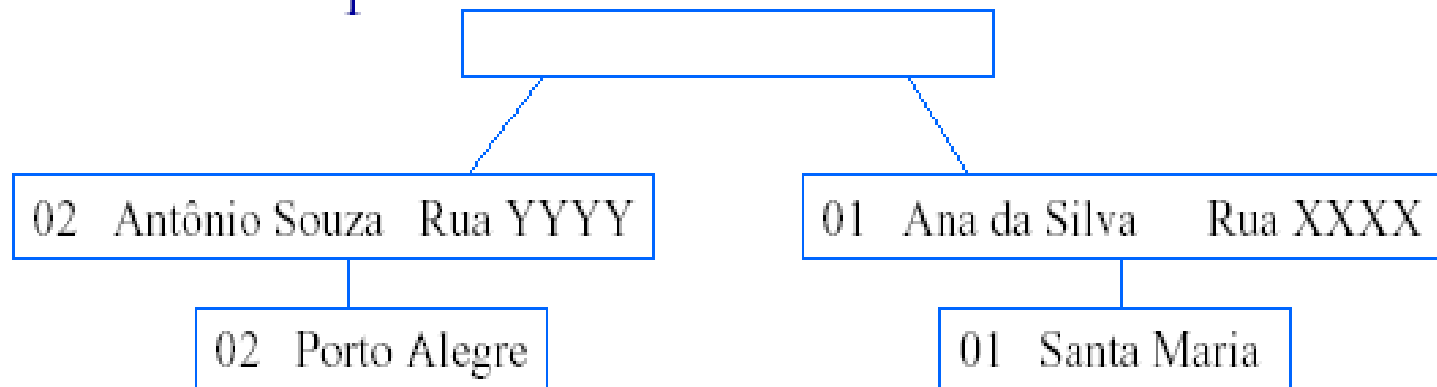 02 Antônio Souza Rua YYYY
01 Ana da Silva Rua XXXX
02 Porto Alegre
01 Santa Maria